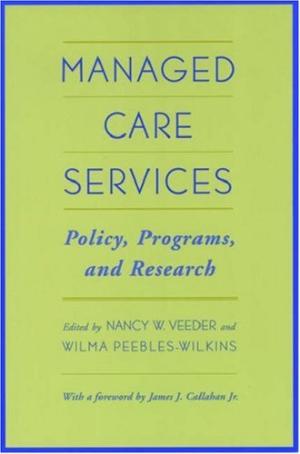 MANAGED
CARE
SERVICES
Policy, Programs,
and Research
Edited by NANCY W. VEEDER and
WILMA PEEBLES-WILKINS
With a foreword by James J. Callahan Jr.